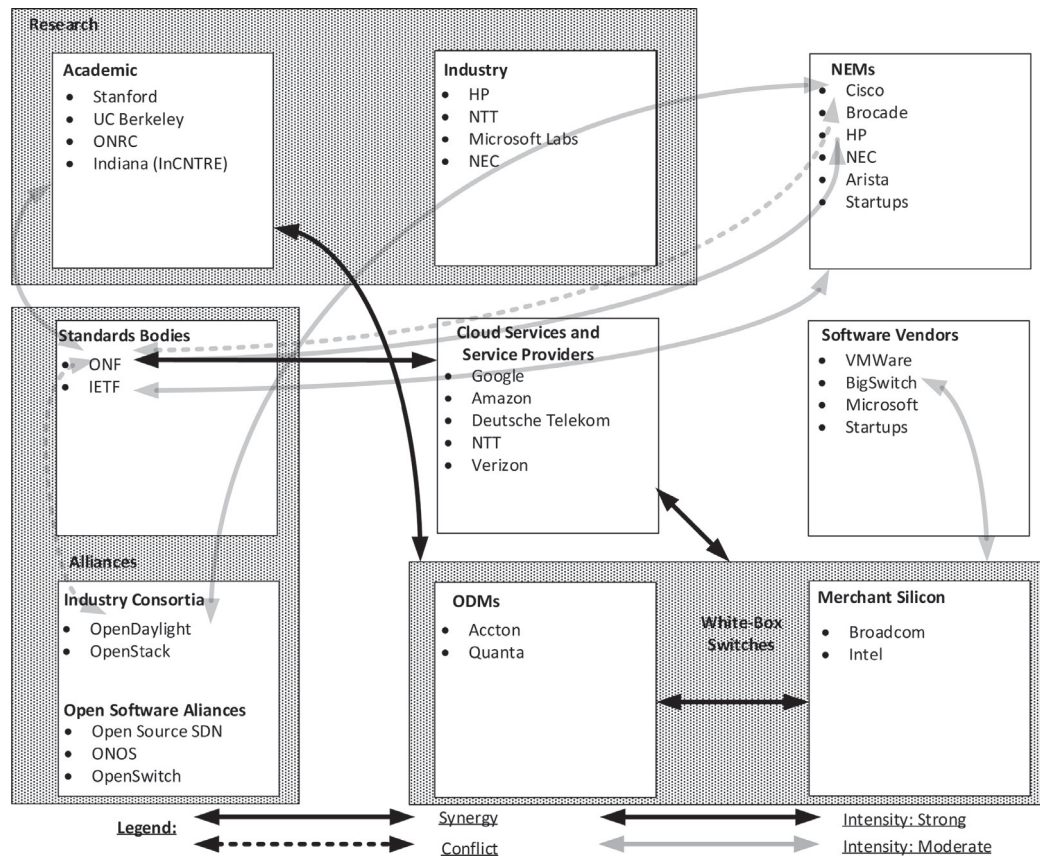 Research
Academic
• Stanford
• UC Berkeley
• ONRC
• Indiana (InCNTRE)
Industry
• HP
• NTT
• Microsoft Labs
• NEC
NEMs
• Cisco
• Brocade
• HP
• NEC
• Arista
• Startups
Standards Bodies
• ONF
• IETF
Cloud Services and
Service Providers
• Google
• Amazon
• Deutsche Telekom
• NTT
• Verizon
Software Vendors
• VMWare
• BigSwitch
• Microsoft
• Startups
Alliances
Industry Consortia
• OpenDaylight
• OpenStack
Open Software Aliances
• Open Source SDN
• ONOS
• OpenSwitch
ODMs
• Accton
• Quanta
White-Box
Switches
Merchant Silicon
• Broadcom
• Intel
Legend:
Synergy
Conflict
Intensity: Strong
Intensity: Moderate